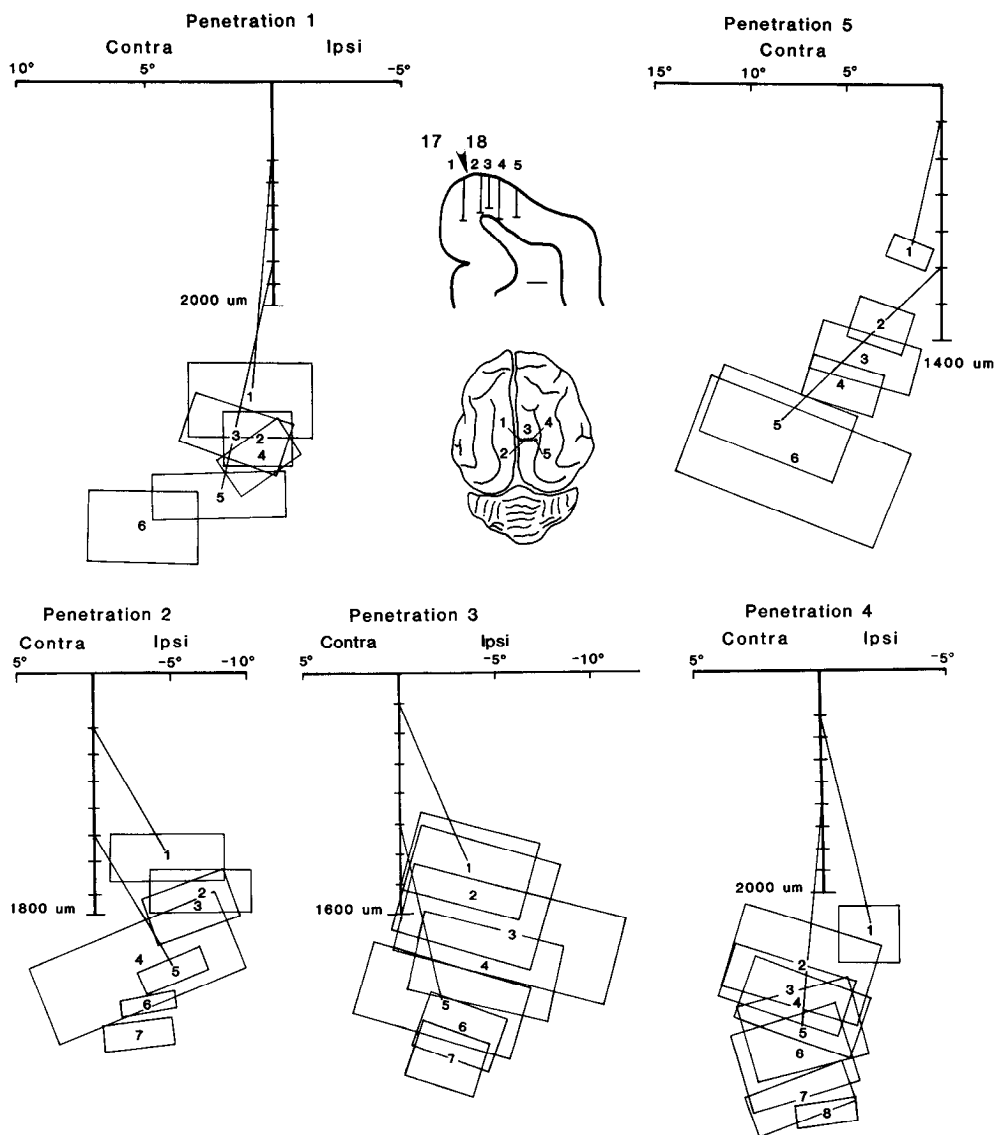 Penetration 1
Contra Ipsi
10° 5° -5°
2000 um
1
3 2
4
5
6
17 18
1 2 3 4 5
1 3 4
2 5
Penetration 5
Contra
15° 10° 5°
1
2
3
1400 um
4
5
6
Penetration 2
Contra Ipsi
5° -5° -10°
1
2
1800 um
3
4
5
6
7
Penetration 3
Contra Ipsi
5° -5° -10°
1
2
1600 um
3
4
5
6
7
Penetration 4
Contra Ipsi
5° -5°
2000 um
1
2
3
4
5
6
7
8